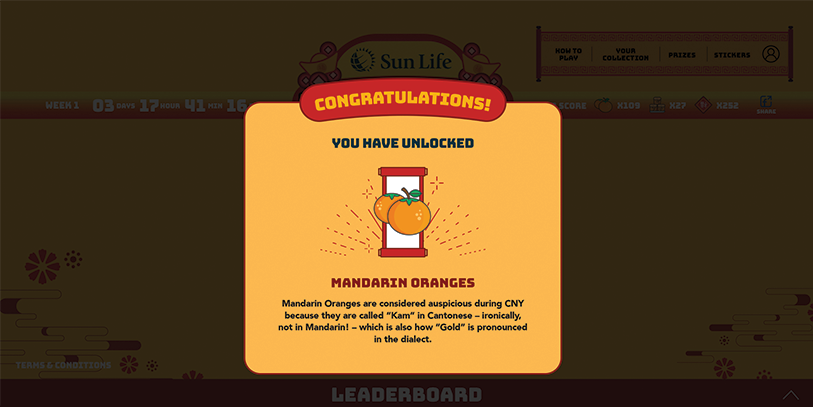 Sun Life
HOW TO
PLAY
YOUR
COLLECTION
PRIZES
STICKERS
WEEK 1 03 DAYS 17 HOUR 41 MIN 16
SCORE X109 X27 X252
SHARE
CONGRATULATIONS!
YOU HAVE UNLOCKED
MANDARIN ORANGES
Mandarin Oranges are considered auspicious during CNY
because they are called “Kam” in Cantonese – ironically,
not in Mandarin! – which is also how “Gold” is pronounced
in the dialect.
TERMS & CONDITIONS
LEADERBOARD